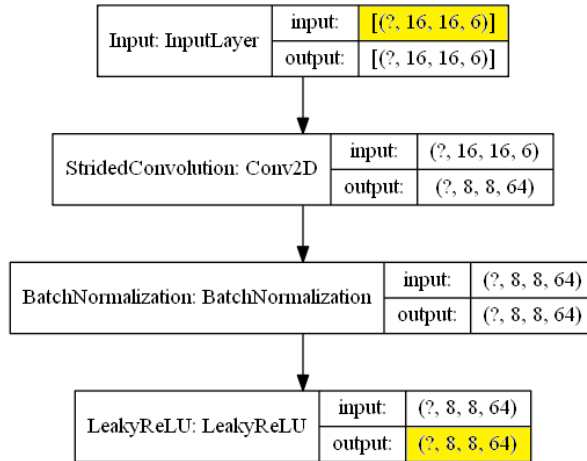 Input: InputLayer
input: [(?, 16, 16, 6)]
output: [(?, 16, 16, 6)]
StridedConvolution: Conv2D
input: (?, 16, 16, 6)
output: (?, 8, 8, 64)
BatchNormalization: BatchNormalization
input: (?, 8, 8, 64)
output: (?, 8, 8, 64)
LeakyReLU: LeakyReLU
input: (?, 8, 8, 64)
output: (?, 8, 8, 64)